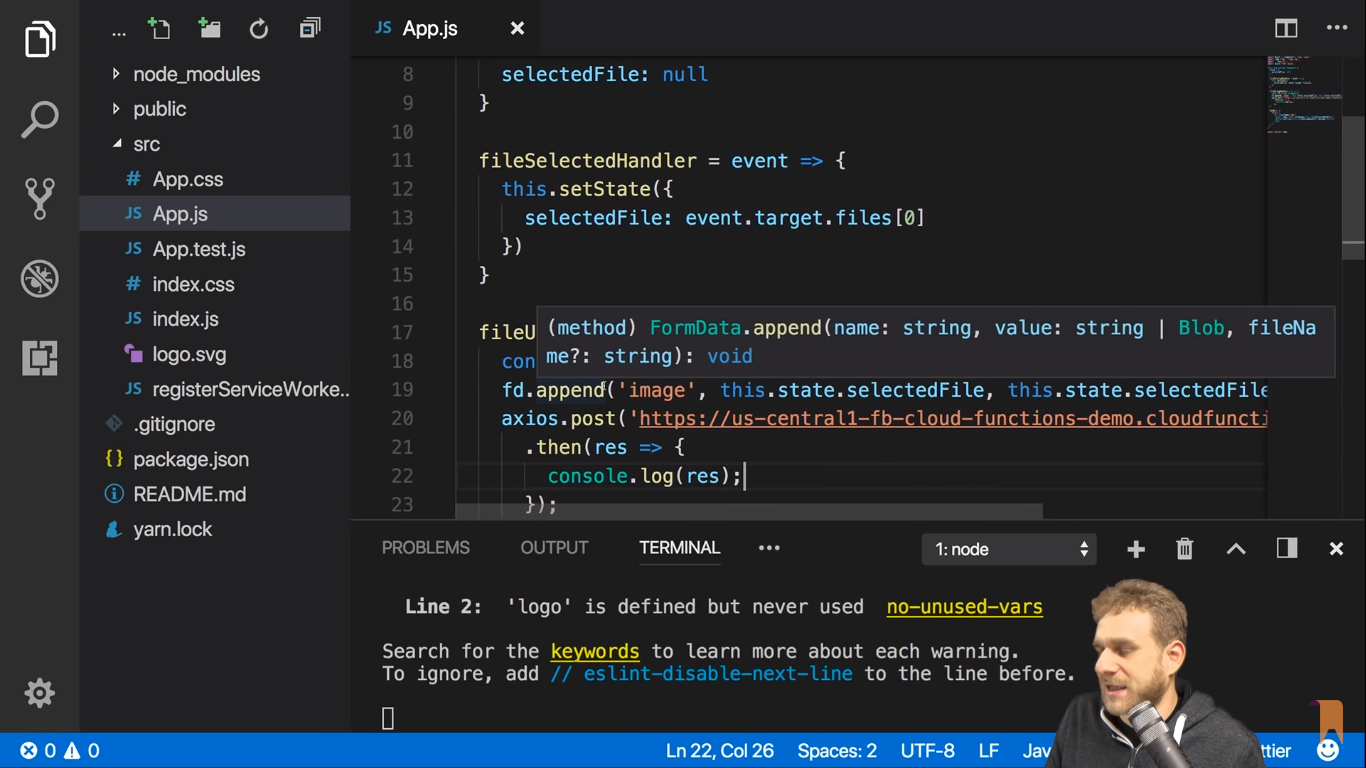 ...
JS App.js
node_modules
public
src
# App.css
JS App.js
JS App.test.js
# index.css
JS index.js
logo.svg
JS registerServiceWorke...
.gitignore
{} package.json
README.md
yarn.lock
8 selectedFile: null
9 }
10
11 fileSelectedHandler = event => {
12 this.setState({
13 selectedFile: event.target.files[0]
14 })
15 }
16
(method) FormData.append(name: string, value: string | Blob, fileNa
me?: string): void
17 fileU
18 con
19 fd.append('image', this.state.selectedFile, this.state.selectedFile
20 axios.post('https://us-central1-fb-cloud-functions-demo.cloudfuncti
21 .then(res => {
22 console.log(res);
23 });
PROBLEMS OUTPUT TERMINAL ... 1: node
Line 2: 'logo' is defined but never used no-unused-vars
Search for the keywords to learn more about each warning.
To ignore, add // eslint-disable-next-line to the line before.
0 0 Ln 22, Col 26 Spaces: 2 UTF-8 LF Jav ttier